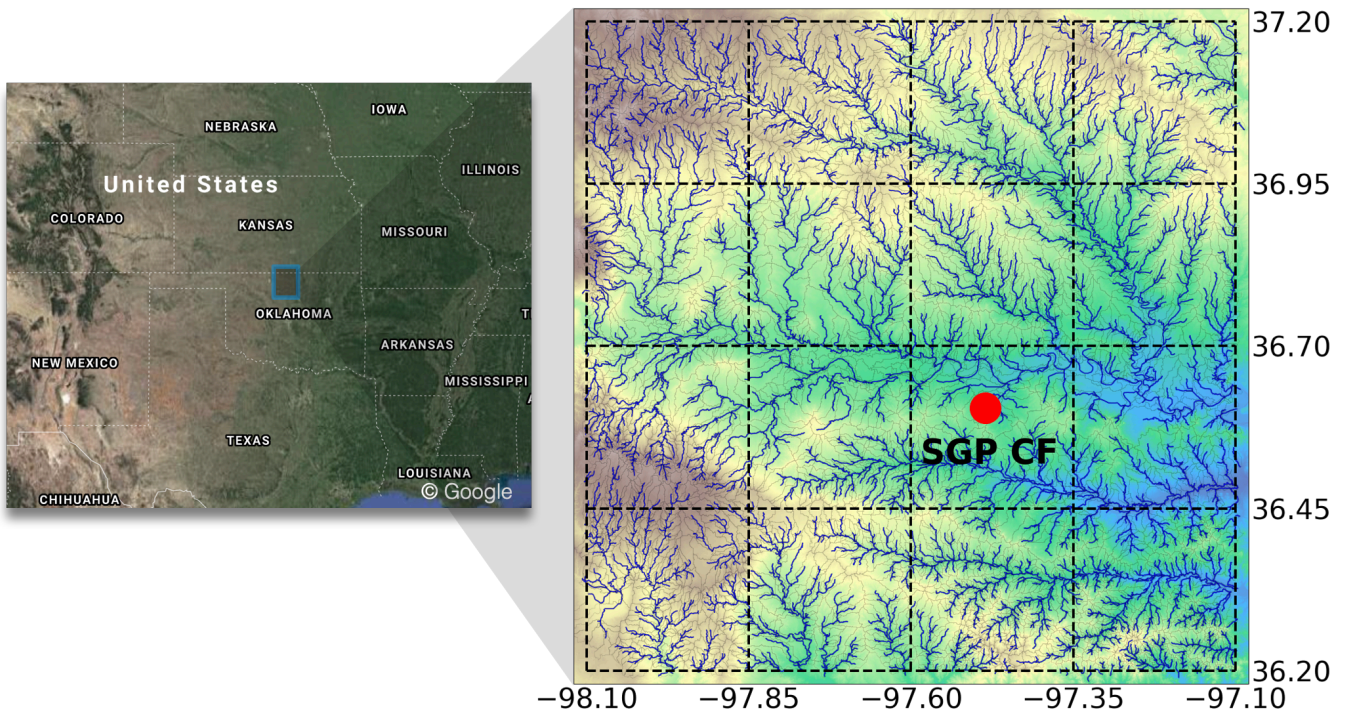 IOWA
NEBRASKA
ILLINOIS
United States
COLORADO
KANSAS
MISSOURI
OKLAHOMA
T
ARKANSAS
NEW MEXICO
MISSISSIPPI
A
TEXAS
LOUISIANA
© Google
CHIHUAHUA
37.20
36.95
36.70
SGP CF
36.45
36.20
−98.10 −97.85 −97.60 −97.35 −97.10